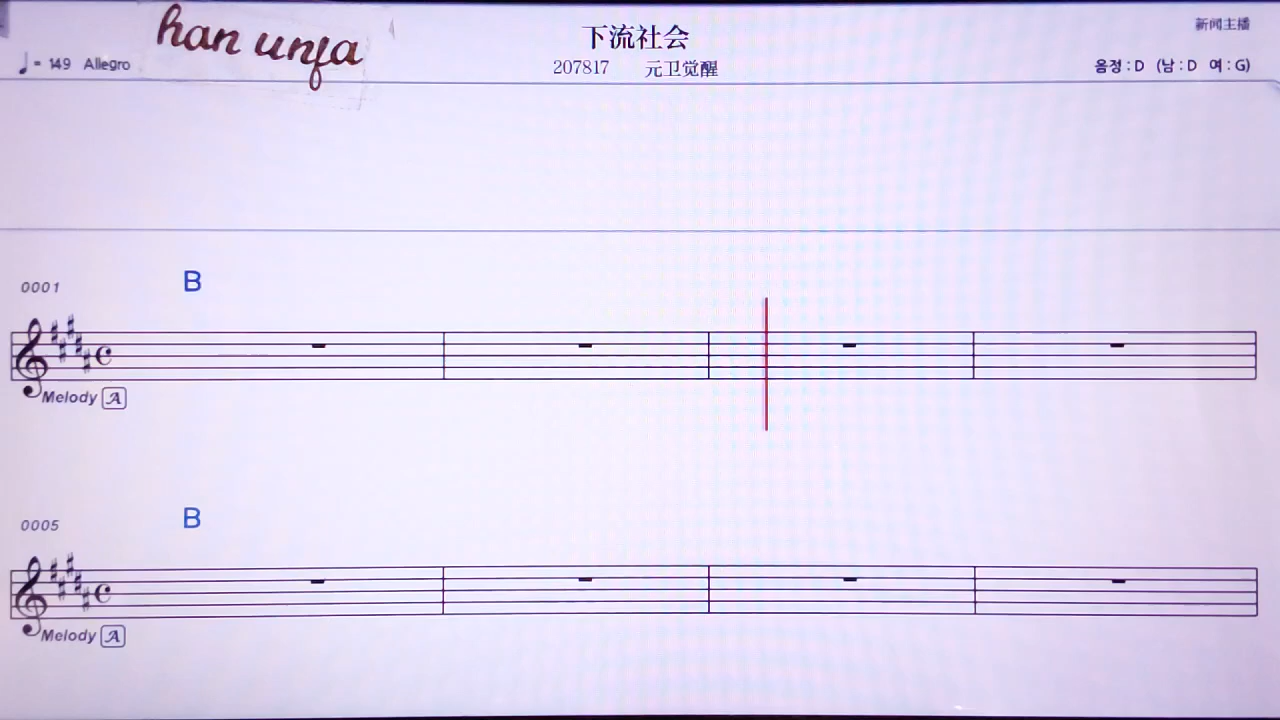 han unfa
下流社会
新闻主播
♩= 149 Allegro
207817 元卫觉醒
음정 : D (남 : D 여 : G)
0001
B
Melody A
0005
B
Melody A